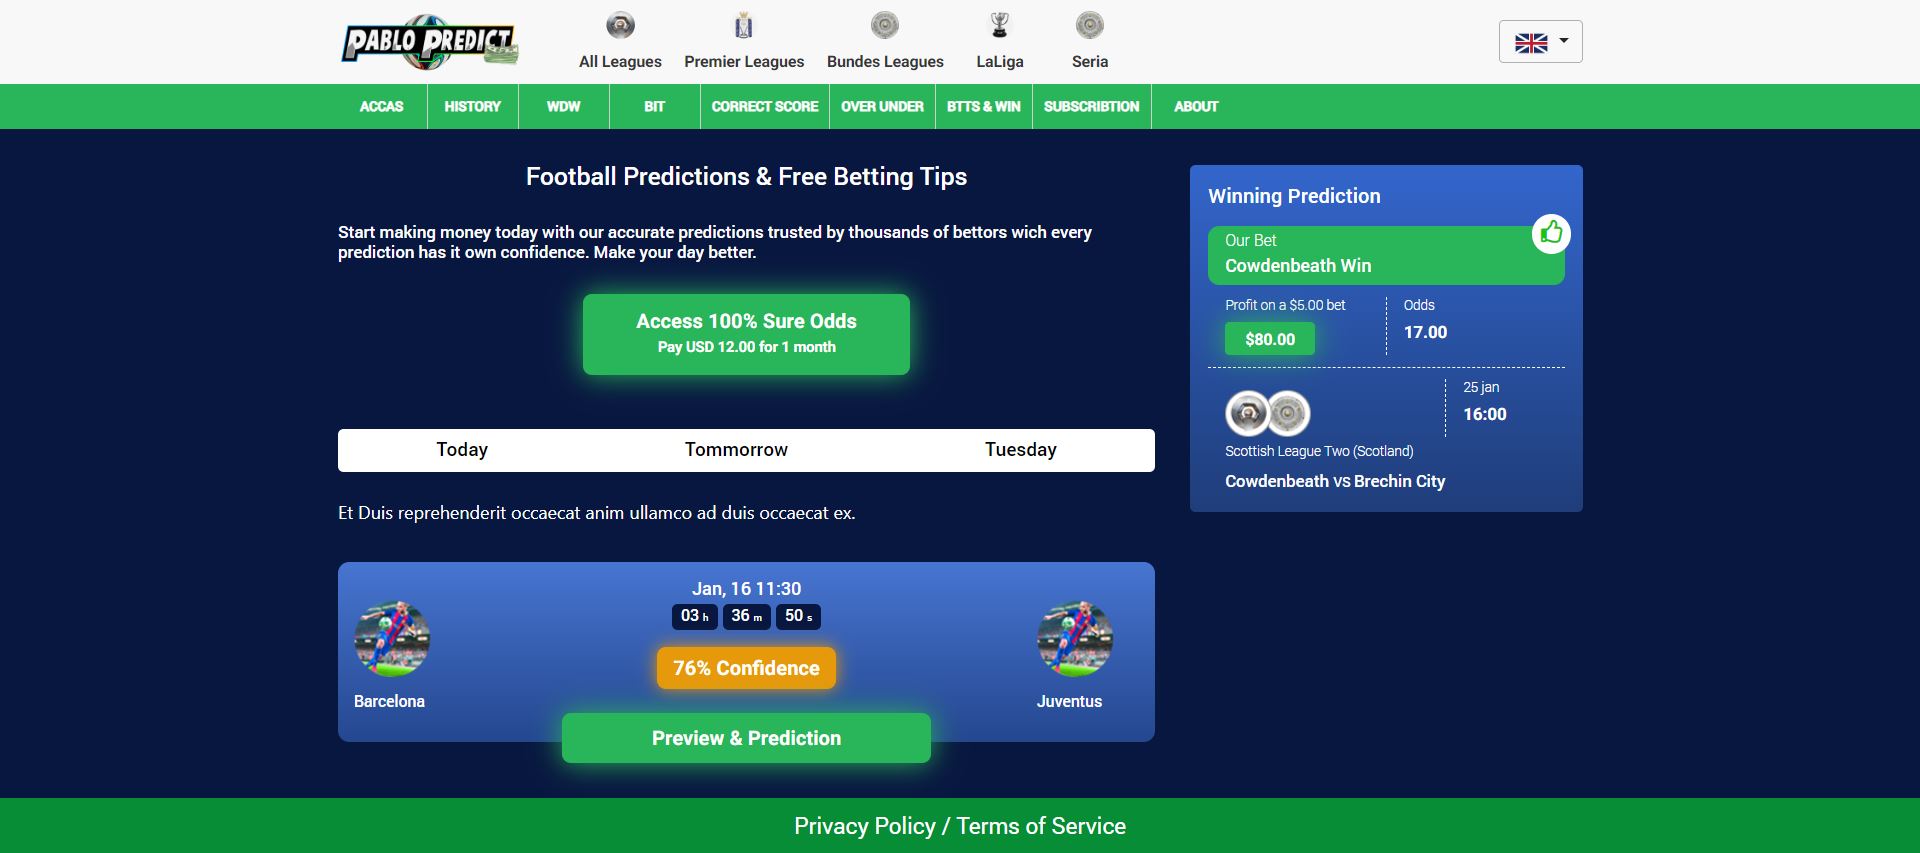 PABLO PREDICT
All Leagues
Premier Leagues
Bundes Leagues
LaLiga
Seria
ACCAS
HISTORY
WDW
BIT
CORRECT SCORE
OVER UNDER
BTTS & WIN
SUBSCRIBTION
ABOUT
Football Predictions & Free Betting Tips
Start making money today with our accurate predictions trusted by thousands of bettors wich every
prediction has it own confidence. Make your day better.
Access 100% Sure Odds
Pay USD 12.00 for 1 month
Today
Tommorrow
Tuesday
Et Duis reprehenderit occaecat anim ullamco ad duis occaecat ex.
Jan, 16 11:30
03 h 36 m 50 s
76% Confidence
Barcelona
Juventus
Preview & Prediction
Winning Prediction
Our Bet
Cowdenbeath Win
Profit on a $5.00 bet
$80.00
Odds
17.00
25 jan
16:00
Scottish League Two (Scotland)
Cowdenbeath VS Brechin City
Privacy Policy / Terms of Service